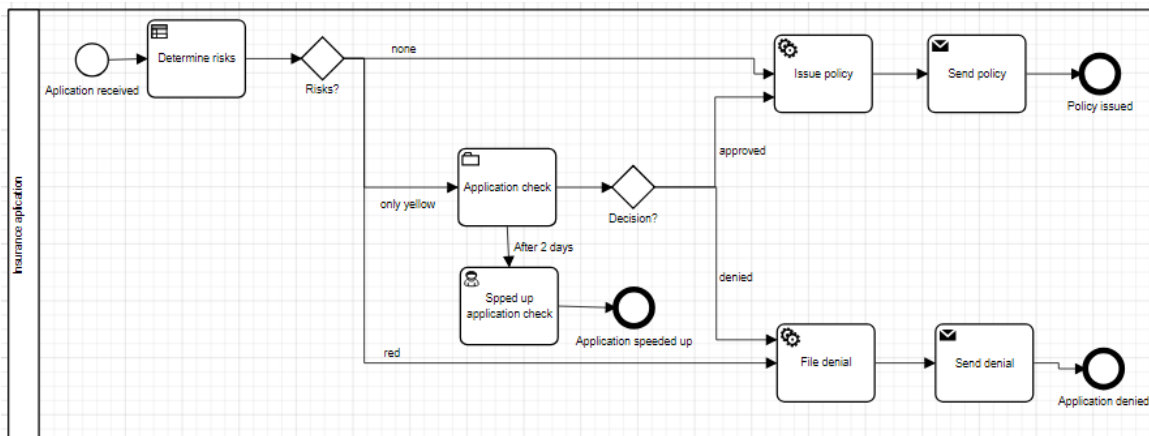 Insurance aplication
Aplication received
Determine risks
Risks?
none
Issue policy
Send policy
Policy issued
approved
only yellow
Application check
Decision?
After 2 days
Spped up
application check
Application speeded up
denied
red
File denial
Send denial
Application denied